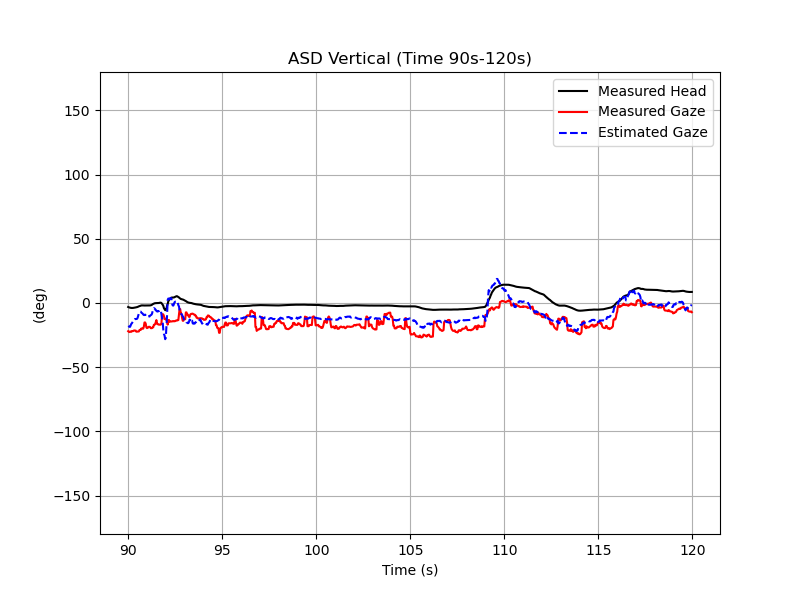 ASD Vertical (Time 90s-120s)
Measured Head
Measured Gaze
Estimated Gaze
150
100
50
0
−50
−100
−150
(deg)
90 95 100 105 110 115 120
Time (s)